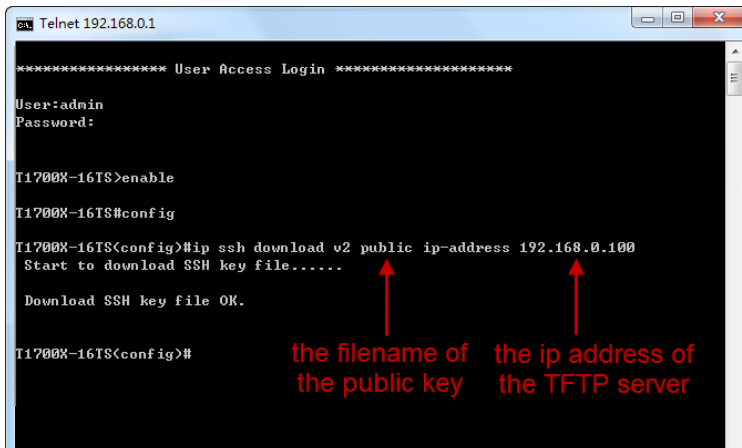 Telnet 192.168.0.1
***************** User Access Login ********************
User:admin
Password:
T1700X-16TS>enable
T1700X-16TS#config
T1700X-16TS(config)#ip ssh download v2 public ip-address 192.168.0.100
Start to download SSH key file......
Download SSH key file OK.
T1700X-16TS(config)#
the filename of the public key
the ip address of the TFTP server